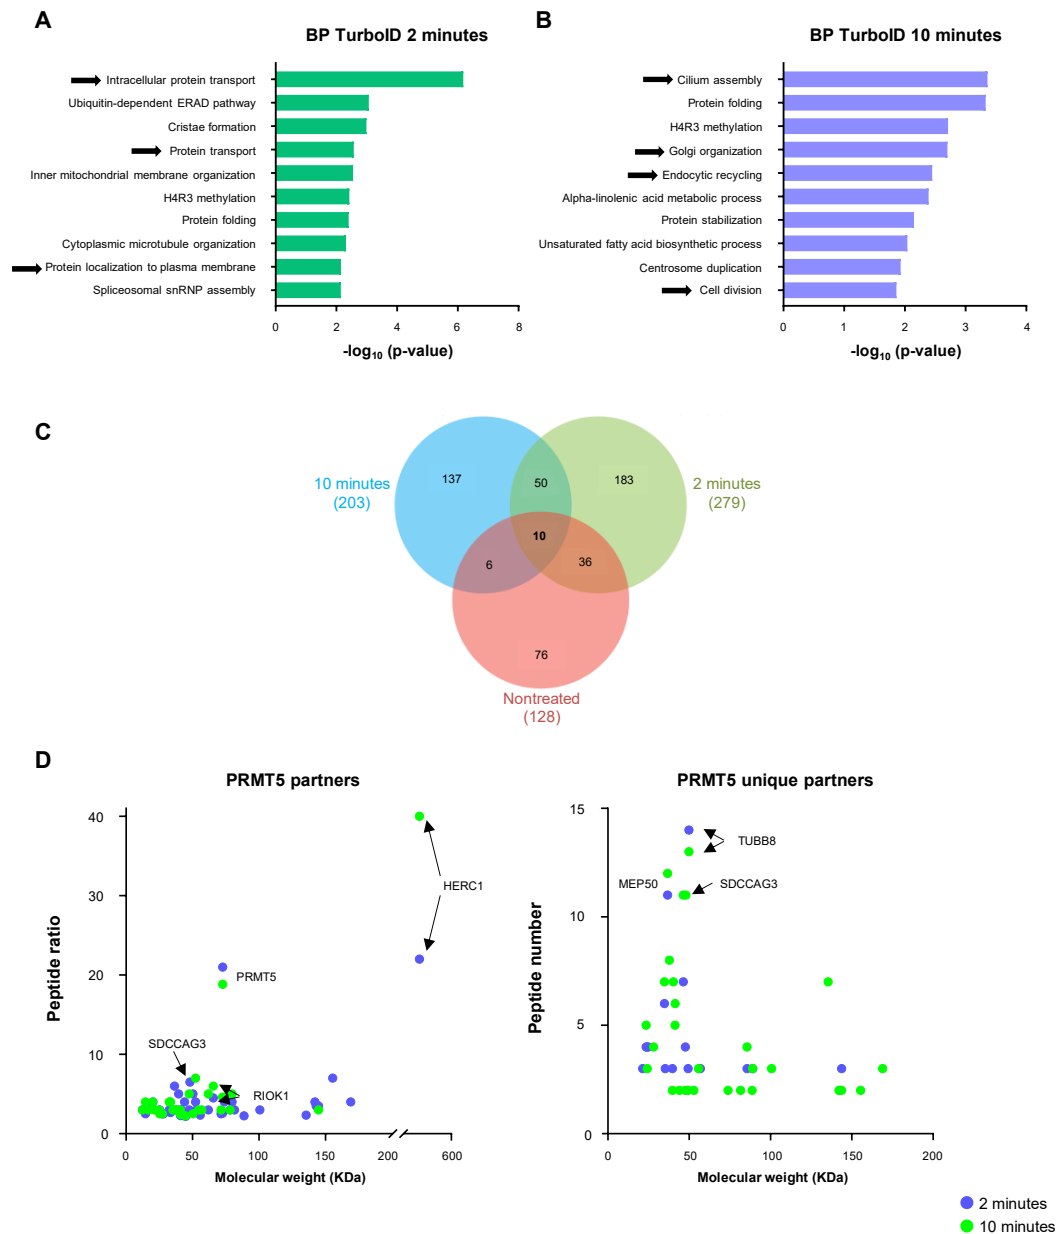 A
BP TurboID 2 minutes
Intracellular protein transport
Ubiquitin-dependent ERAD pathway
Cristae formation
Protein transport
Inner mitochondrial membrane organization
H4R3 methylation
Protein folding
Cytoplasmic microtubule organization
Protein localization to plasma membrane
Spliceosomal snRNP assembly
0 2 4 6 8
-log10 (p-value)
B
BP TurboID 10 minutes
Cilium assembly
Protein folding
H4R3 methylation
Golgi organization
Endocytic recycling
Alpha-linolenic acid metabolic process
Protein stabilization
Unsaturated fatty acid biosynthetic process
Centrosome duplication
Cell division
0 1 2 3 4
-log10 (p-value)
C
10 minutes
(203)
137
50
183
2 minutes
(279)
10
6
36
76
Nontreated
(128)
D
PRMT5 partners
40
30
20
10
0
Peptide ratio
HERC1
PRMT5
SDCCAG3
RIOK1
0 50 100 150 200 600
Molecular weight (KDa)
PRMT5 unique partners
15
10
5
0
Peptide number
TUBB8
MEP50
SDCCAG3
0 50 100 150 200
Molecular weight (KDa)
2 minutes
10 minutes